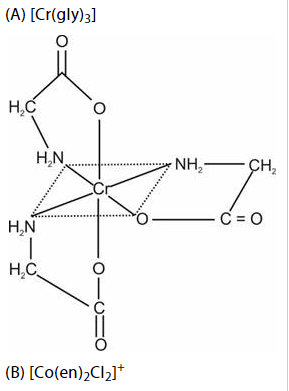 (A) [Cr(gly)₃]
O
H₂C
O
H₂N
NH₂
CH₂
Cr
O
C = O
H₂N
H₂C
O
C
O
(B) [Co(en)₂Cl₂]⁺